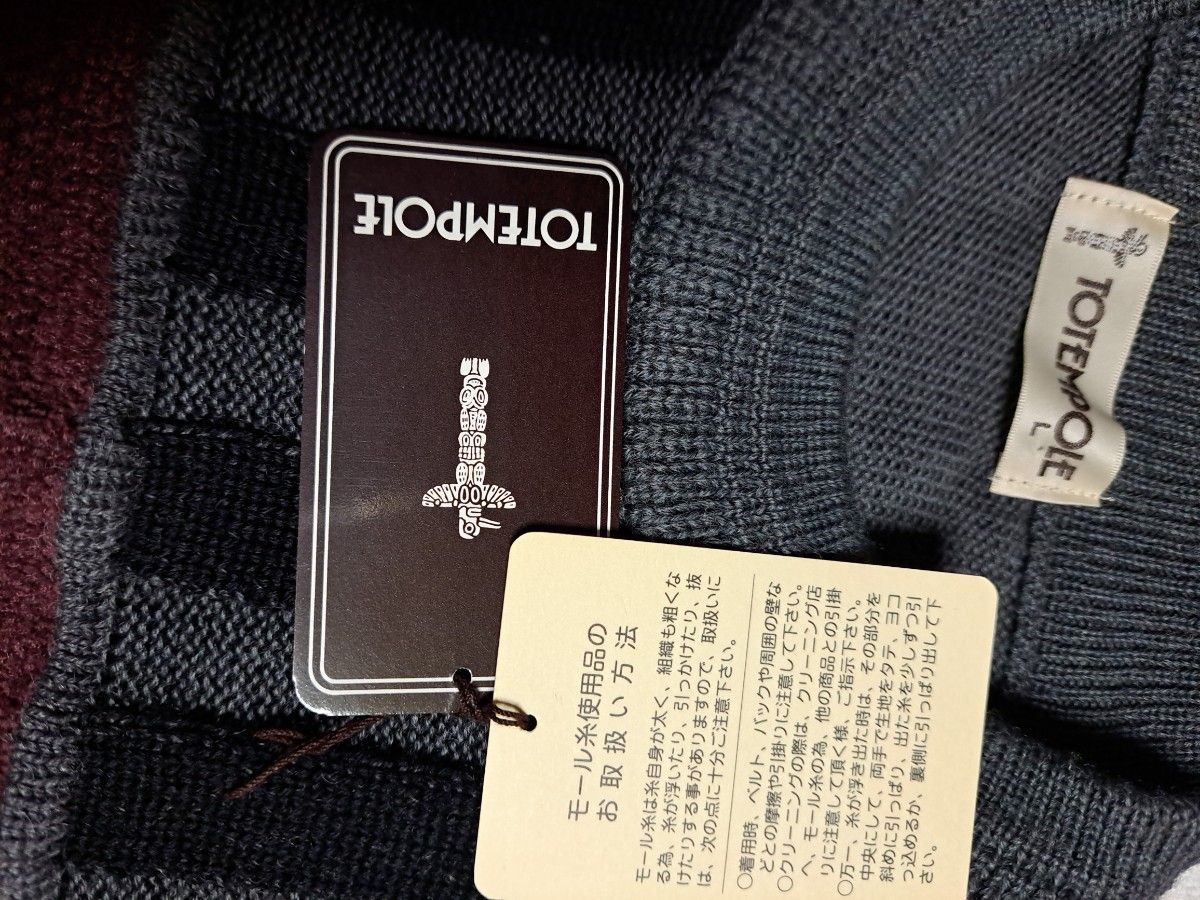 TOTEMPOLE
TOTEMPOLE
L
モール糸使用品の
お取扱い方法
モール糸は糸自身が太く、組織も粗くな
る為、糸が浮いたり、引っかけたり、抜
けたりする事がありますので、取扱いに
は、次の点に十分ご注意下さい。
○着用時、ベルト、バックや周囲の壁な
どとの摩擦や引掛りに注意して下さい。
○クリーニングの際は、クリーニング店
へ、モール糸の為、他の商品との引掛
りに注意して頂く様、ご指示下さい。
○万一、糸が浮き出た時は、その部分を
中央にして、両手で生地をタテ、ヨコ
斜めに引っぱり、出た糸を少しずつ引
っ込めるか、裏側に引っぱり出して下
さい。